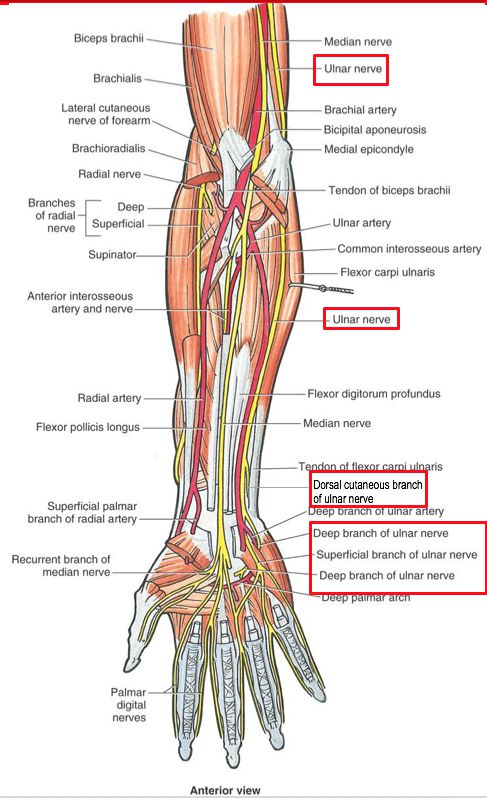 Biceps brachii
Median nerve
Ulnar nerve
Brachialis
Lateral cutaneous
nerve of forearm
Brachial artery
Bicipital aponeurosis
Brachioradialis
Medial epicondyle
Radial nerve
Tendon of biceps brachii
Branches
of radial
nerve
Deep
Superficial
Ulnar artery
Supinator
Common interosseous artery
Flexor carpi ulnaris
Anterior interosseous
artery and nerve
Ulnar nerve
Radial artery
Flexor digitorum profundus
Flexor pollicis longus
Median nerve
Tendon of flexor carpi ulnaris
Dorsal cutaneous branch
of ulnar nerve
Superficial palmar
branch of radial artery
Deep branch of ulnar artery
Deep branch of ulnar nerve
Superficial branch of ulnar nerve
Recurrent branch of
median nerve
Deep branch of ulnar nerve
Deep palmar arch
Palmar
digital
nerves
Anterior view